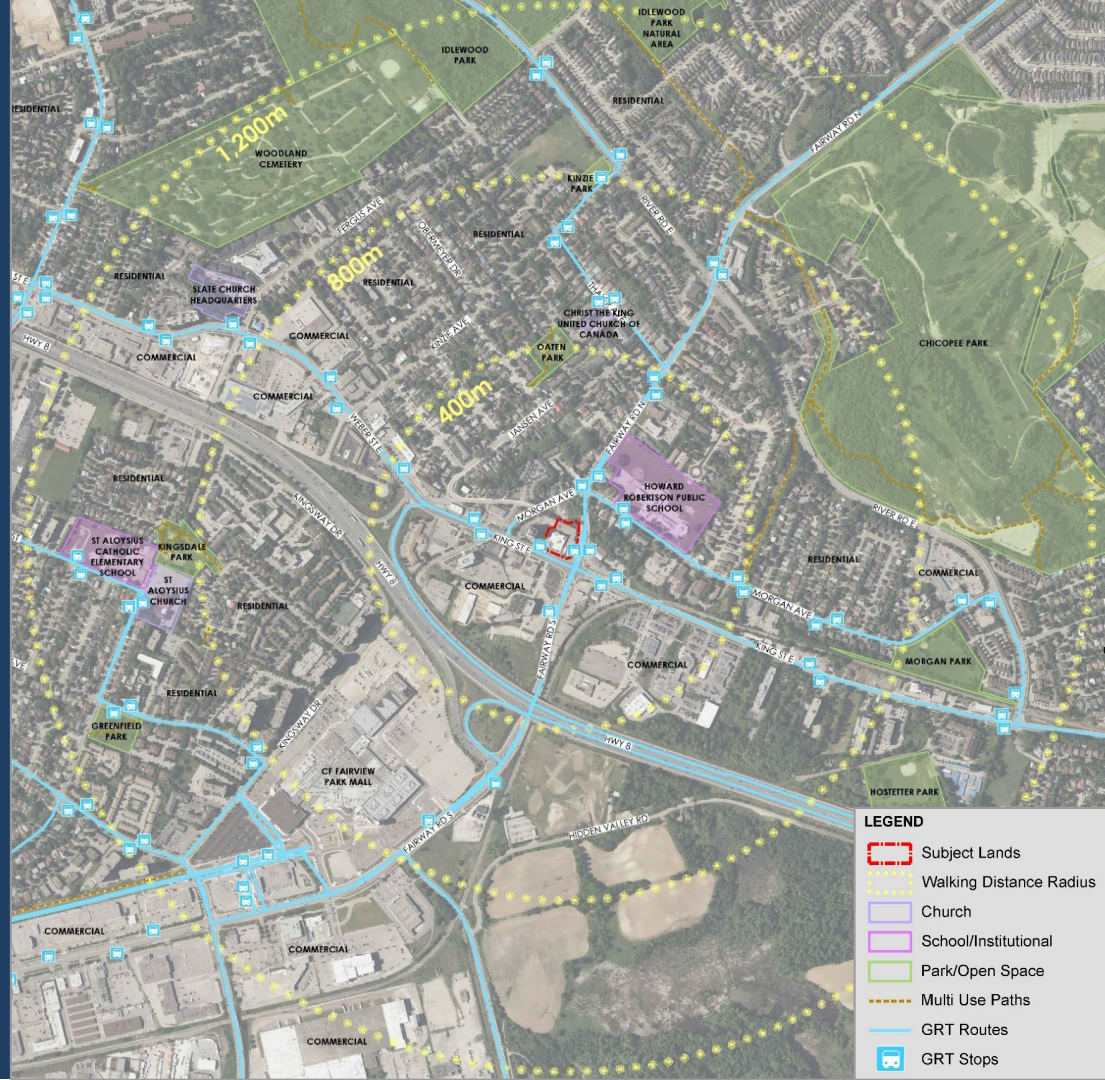 IDLEWOOD
PARK
NATURAL
AREA
IDLEWOOD
PARK
RESIDENTIAL
RESIDENTIAL
FAIRWAY RD N
1,200m
WOODLAND
CEMETERY
KINZIE
PARK
FERGUS AVE
RIVER RD E
OBERMEYER DR
RESIDENTIAL
800m
RESIDENTIAL
RESIDENTIAL
ST E
SLATE CHURCH
HEADQUARTERS
CHRIST THE KING
UNITED CHURCH OF
CANADA
HWY 8
COMMERCIAL
KINZIE AVE
COMMERCIAL
OATEN
PARK
CHICOPEE PARK
COMMERCIAL
400m
JANSEN AVE
WEBER ST E
FAIRWAY RD N
RESIDENTIAL
HOWARD
ROBERTSON PUBLIC
SCHOOL
KINGSWAY DR
MORGAN AVE
RIVER RD E
ST
ST ALOYSIUS
CATHOLIC
ELEMENTARY
SCHOOL
KINGSDALE
PARK
KING ST E
HWY 8
RESIDENTIAL
COMMERCIAL
COMMERCIAL
ST
ALOYSIUS
CHURCH
RESIDENTIAL
MORGAN AVE
FAIRWAY RD S
KING ST E
AVE
COMMERCIAL
MORGAN PARK
RESIDENTIAL
KINGSWAY DR
GREENFIELD
PARK
HWY 8
CF FAIRVIEW
PARK MALL
HOSTETTER PARK
FAIRWAY RD S
HIDDEN VALLEY RD
COMMERCIAL
COMMERCIAL
COMMERCIAL
LEGEND
Subject Lands
Walking Distance Radius
Church
School/Institutional
Park/Open Space
Multi Use Paths
GRT Routes
GRT Stops